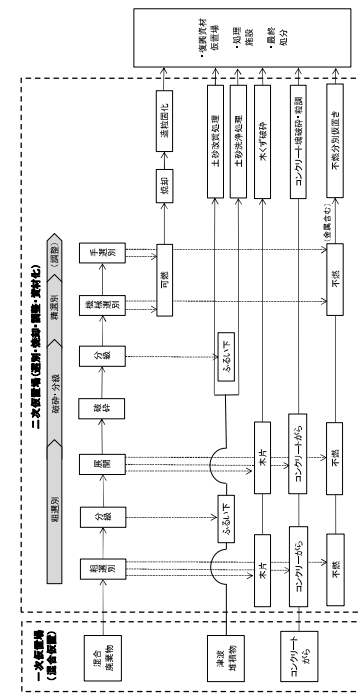 一次仮置場
(混合仮置)
二次仮置場(選別・焼却・調整・資材化)
粗選別
破砕・分級
精選別
(調整)
混合
廃棄物
粗選別
分級
展開
破砕
分級
機械選別
手選別
可燃
焼却
造粒固化
津波
堆積物
ふるい下
ふるい下
土砂改質処理
土砂洗浄処理
木片
木片
木くず破砕
コンクリート
がら
コンクリーがら
コンクリートがら
コンクリート塊破砕・粒調
不燃
不燃
不燃
(金属含む)
不燃分別仮置き
・復興資材
仮置場
・処理
施設
・最終
処分